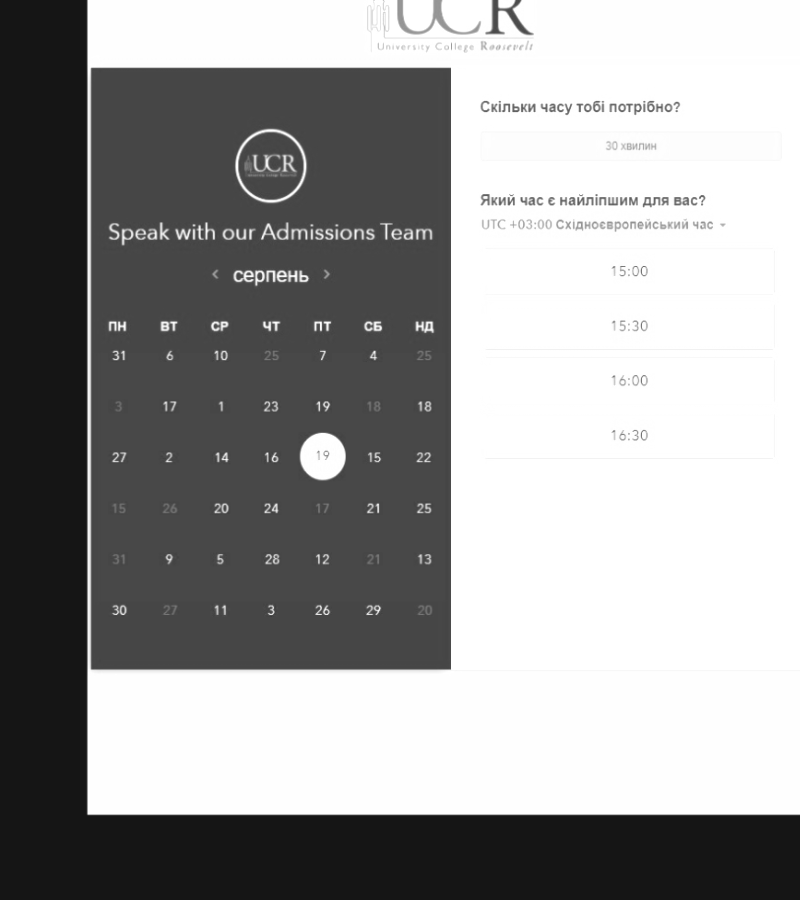 UCR
University College Roosevelt
UCR
Speak with our Admissions Team
‹ серпень ›
ПН ВТ СР ЧТ ПТ СБ НД
31 6 10 25 7 4 25
3 17 1 23 19 18 18
27 2 14 16 19 15 22
15 26 20 24 17 21 25
31 9 5 28 12 21 13
30 27 11 3 26 29 20
Скільки часу тобі потрібно?
30 хвилин
Який час є найліпшим для вас?
UTC +03:00 Східноєвропейський час
15:00
15:30
16:00
16:30